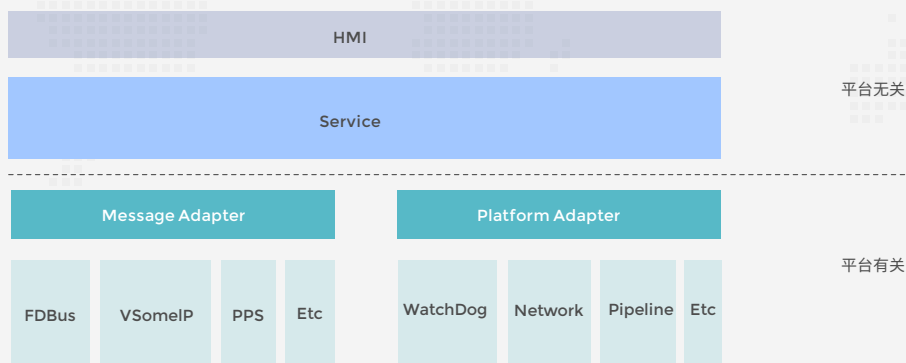 HMI
平台无关
Service
Message Adapter
Platform Adapter
平台有关
FDBus
VSomeIP
PPS
Etc
WatchDog
Network
Pipeline
Etc